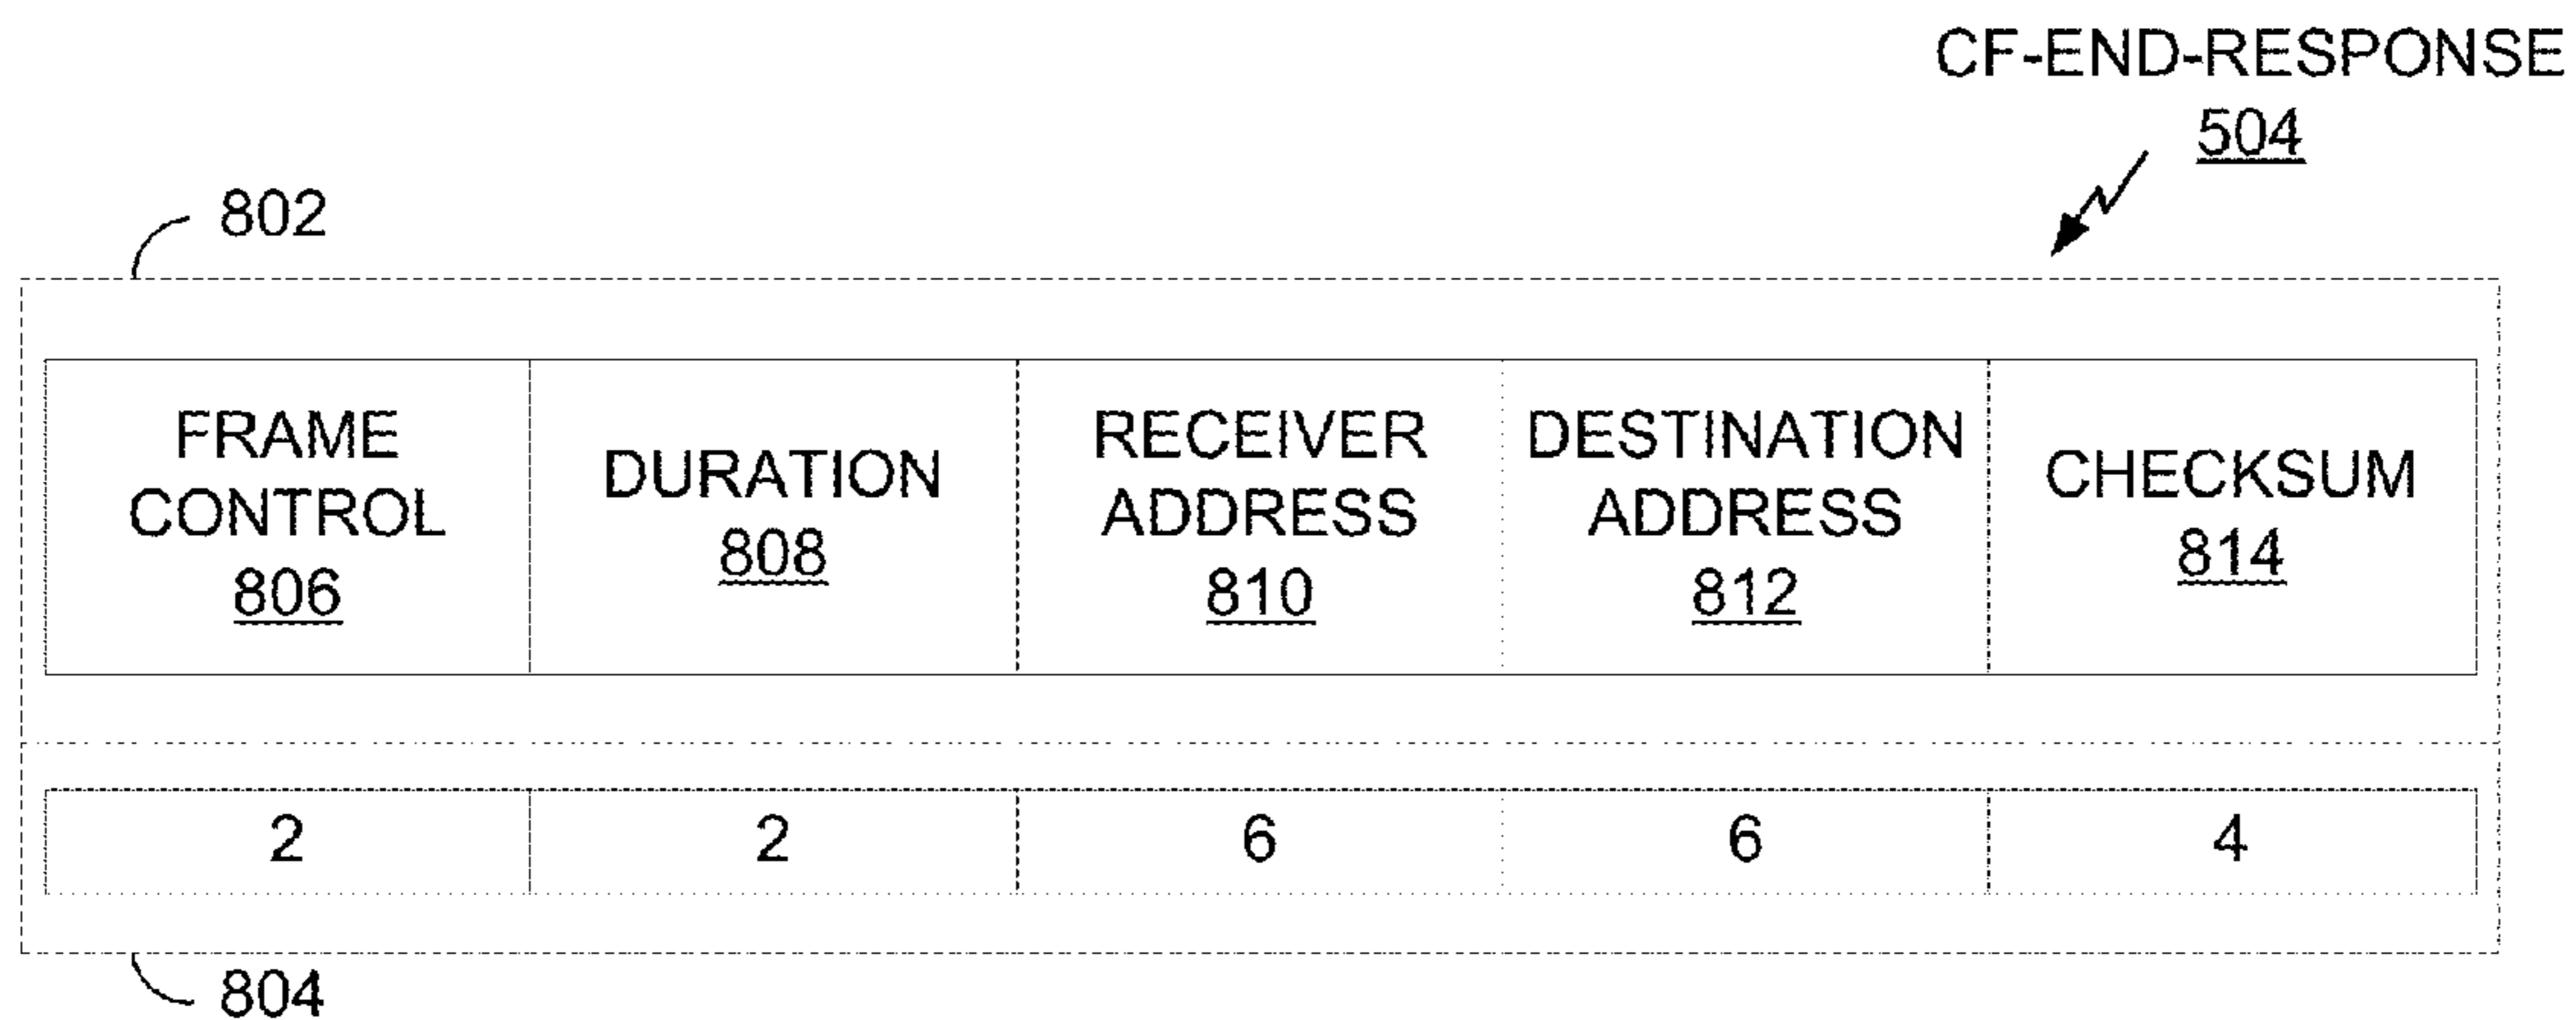 CF-END-RESPONSE
504
802
FRAME
CONTROL
806
DURATION
808
RECEIVER
ADDRESS
810
DESTINATION
ADDRESS
812
CHECKSUM
814
2 2 6 6 4
804